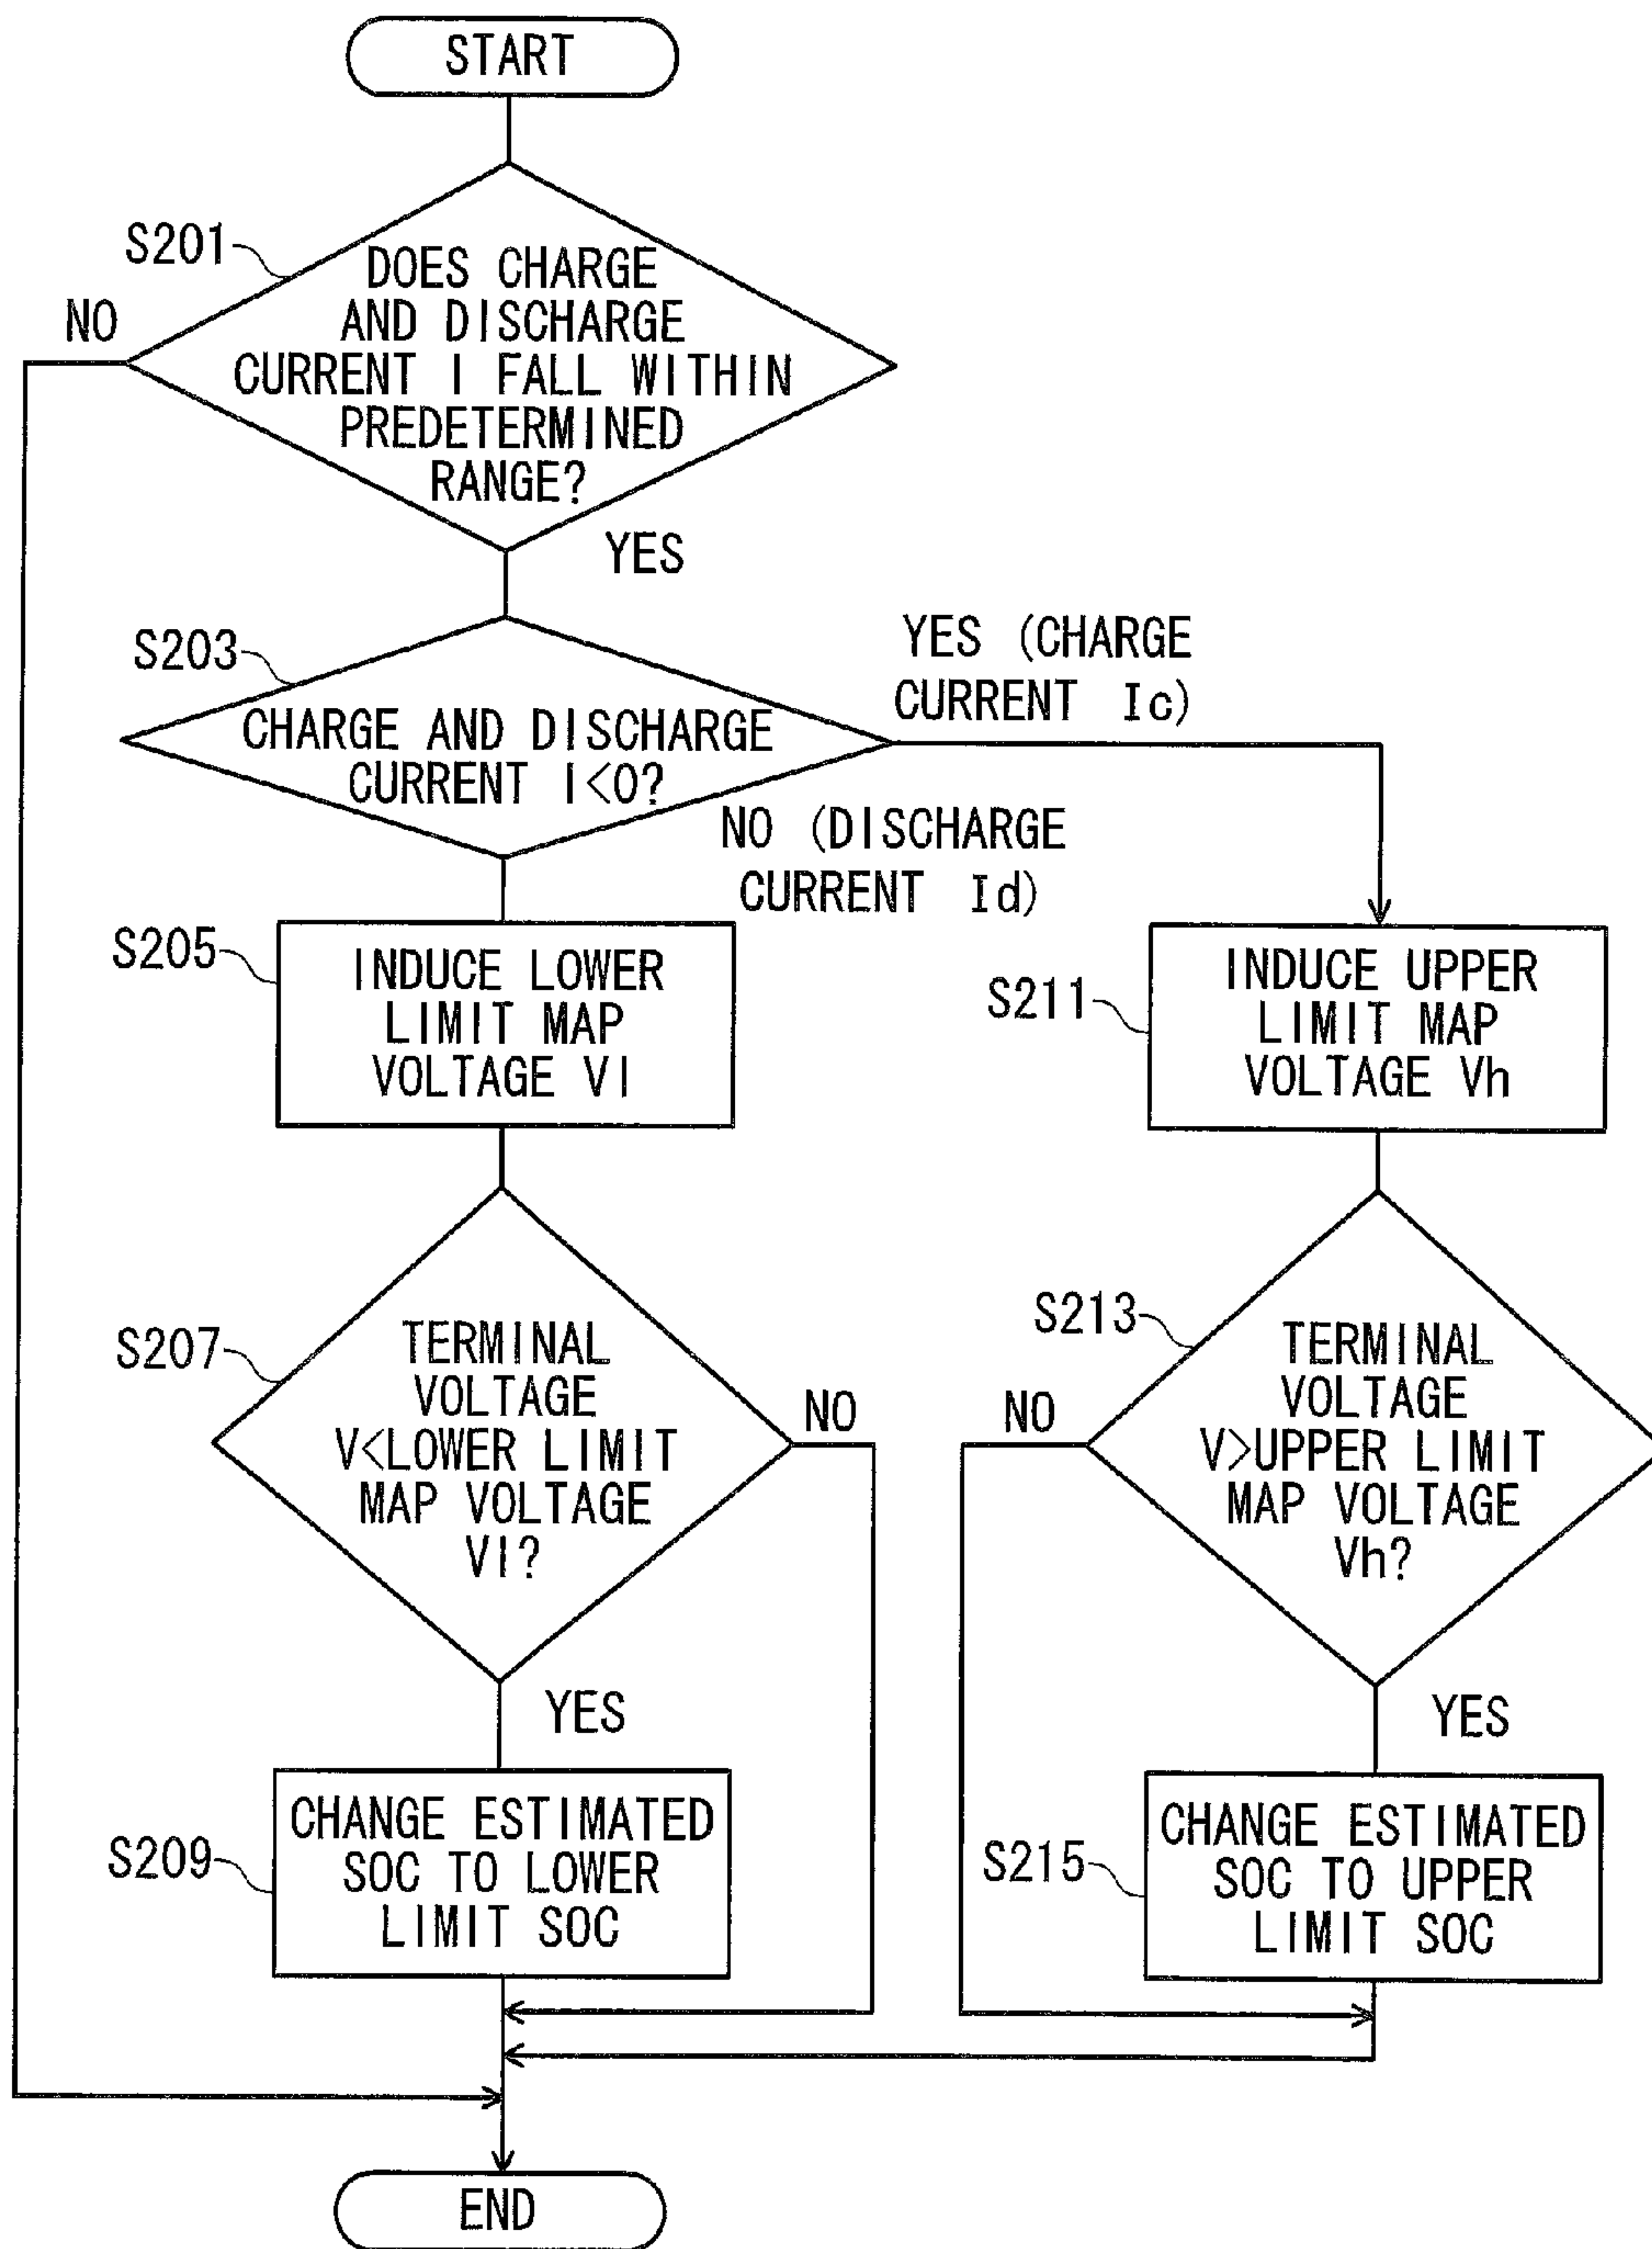 START
S201
DOES CHARGE
AND DISCHARGE
CURRENT I FALL WITHIN
PREDETERMINED
RANGE?
NO
YES
S203
CHARGE AND DISCHARGE
CURRENT I<0?
YES (CHARGE
CURRENT Ic)
NO (DISCHARGE
CURRENT Id)
S205
INDUCE LOWER
LIMIT MAP
VOLTAGE Vl
S211
INDUCE UPPER
LIMIT MAP
VOLTAGE Vh
S207
TERMINAL
VOLTAGE
V<LOWER LIMIT
MAP VOLTAGE
Vl?
NO
YES
S213
TERMINAL
VOLTAGE
V>UPPER LIMIT
MAP VOLTAGE
Vh?
NO
YES
S209
CHANGE ESTIMATED
SOC TO LOWER
LIMIT SOC
S215
CHANGE ESTIMATED
SOC TO UPPER
LIMIT SOC
END